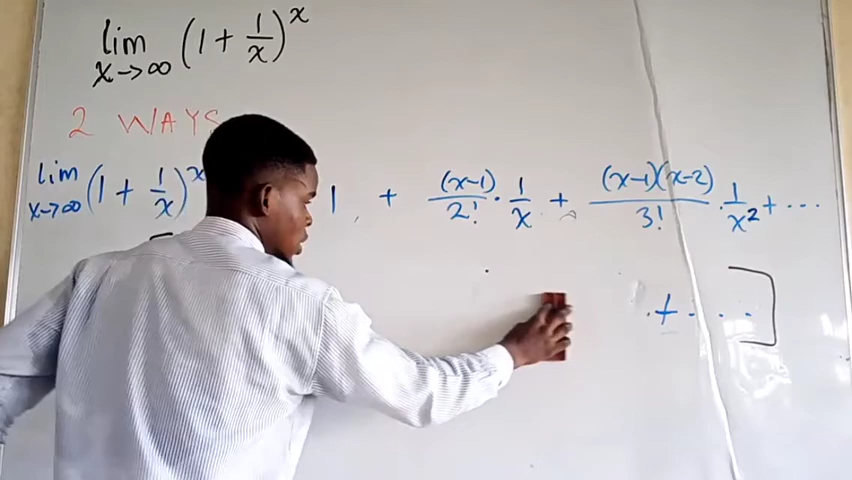 lim (1 + 1/x)^x
x→∞
2 WAYS
lim (1 + 1/x)^x 1 + (x-1)/2! · 1/x + (x-1)(x-2)/3! · 1/x² + ...
x→∞
+ ... ]